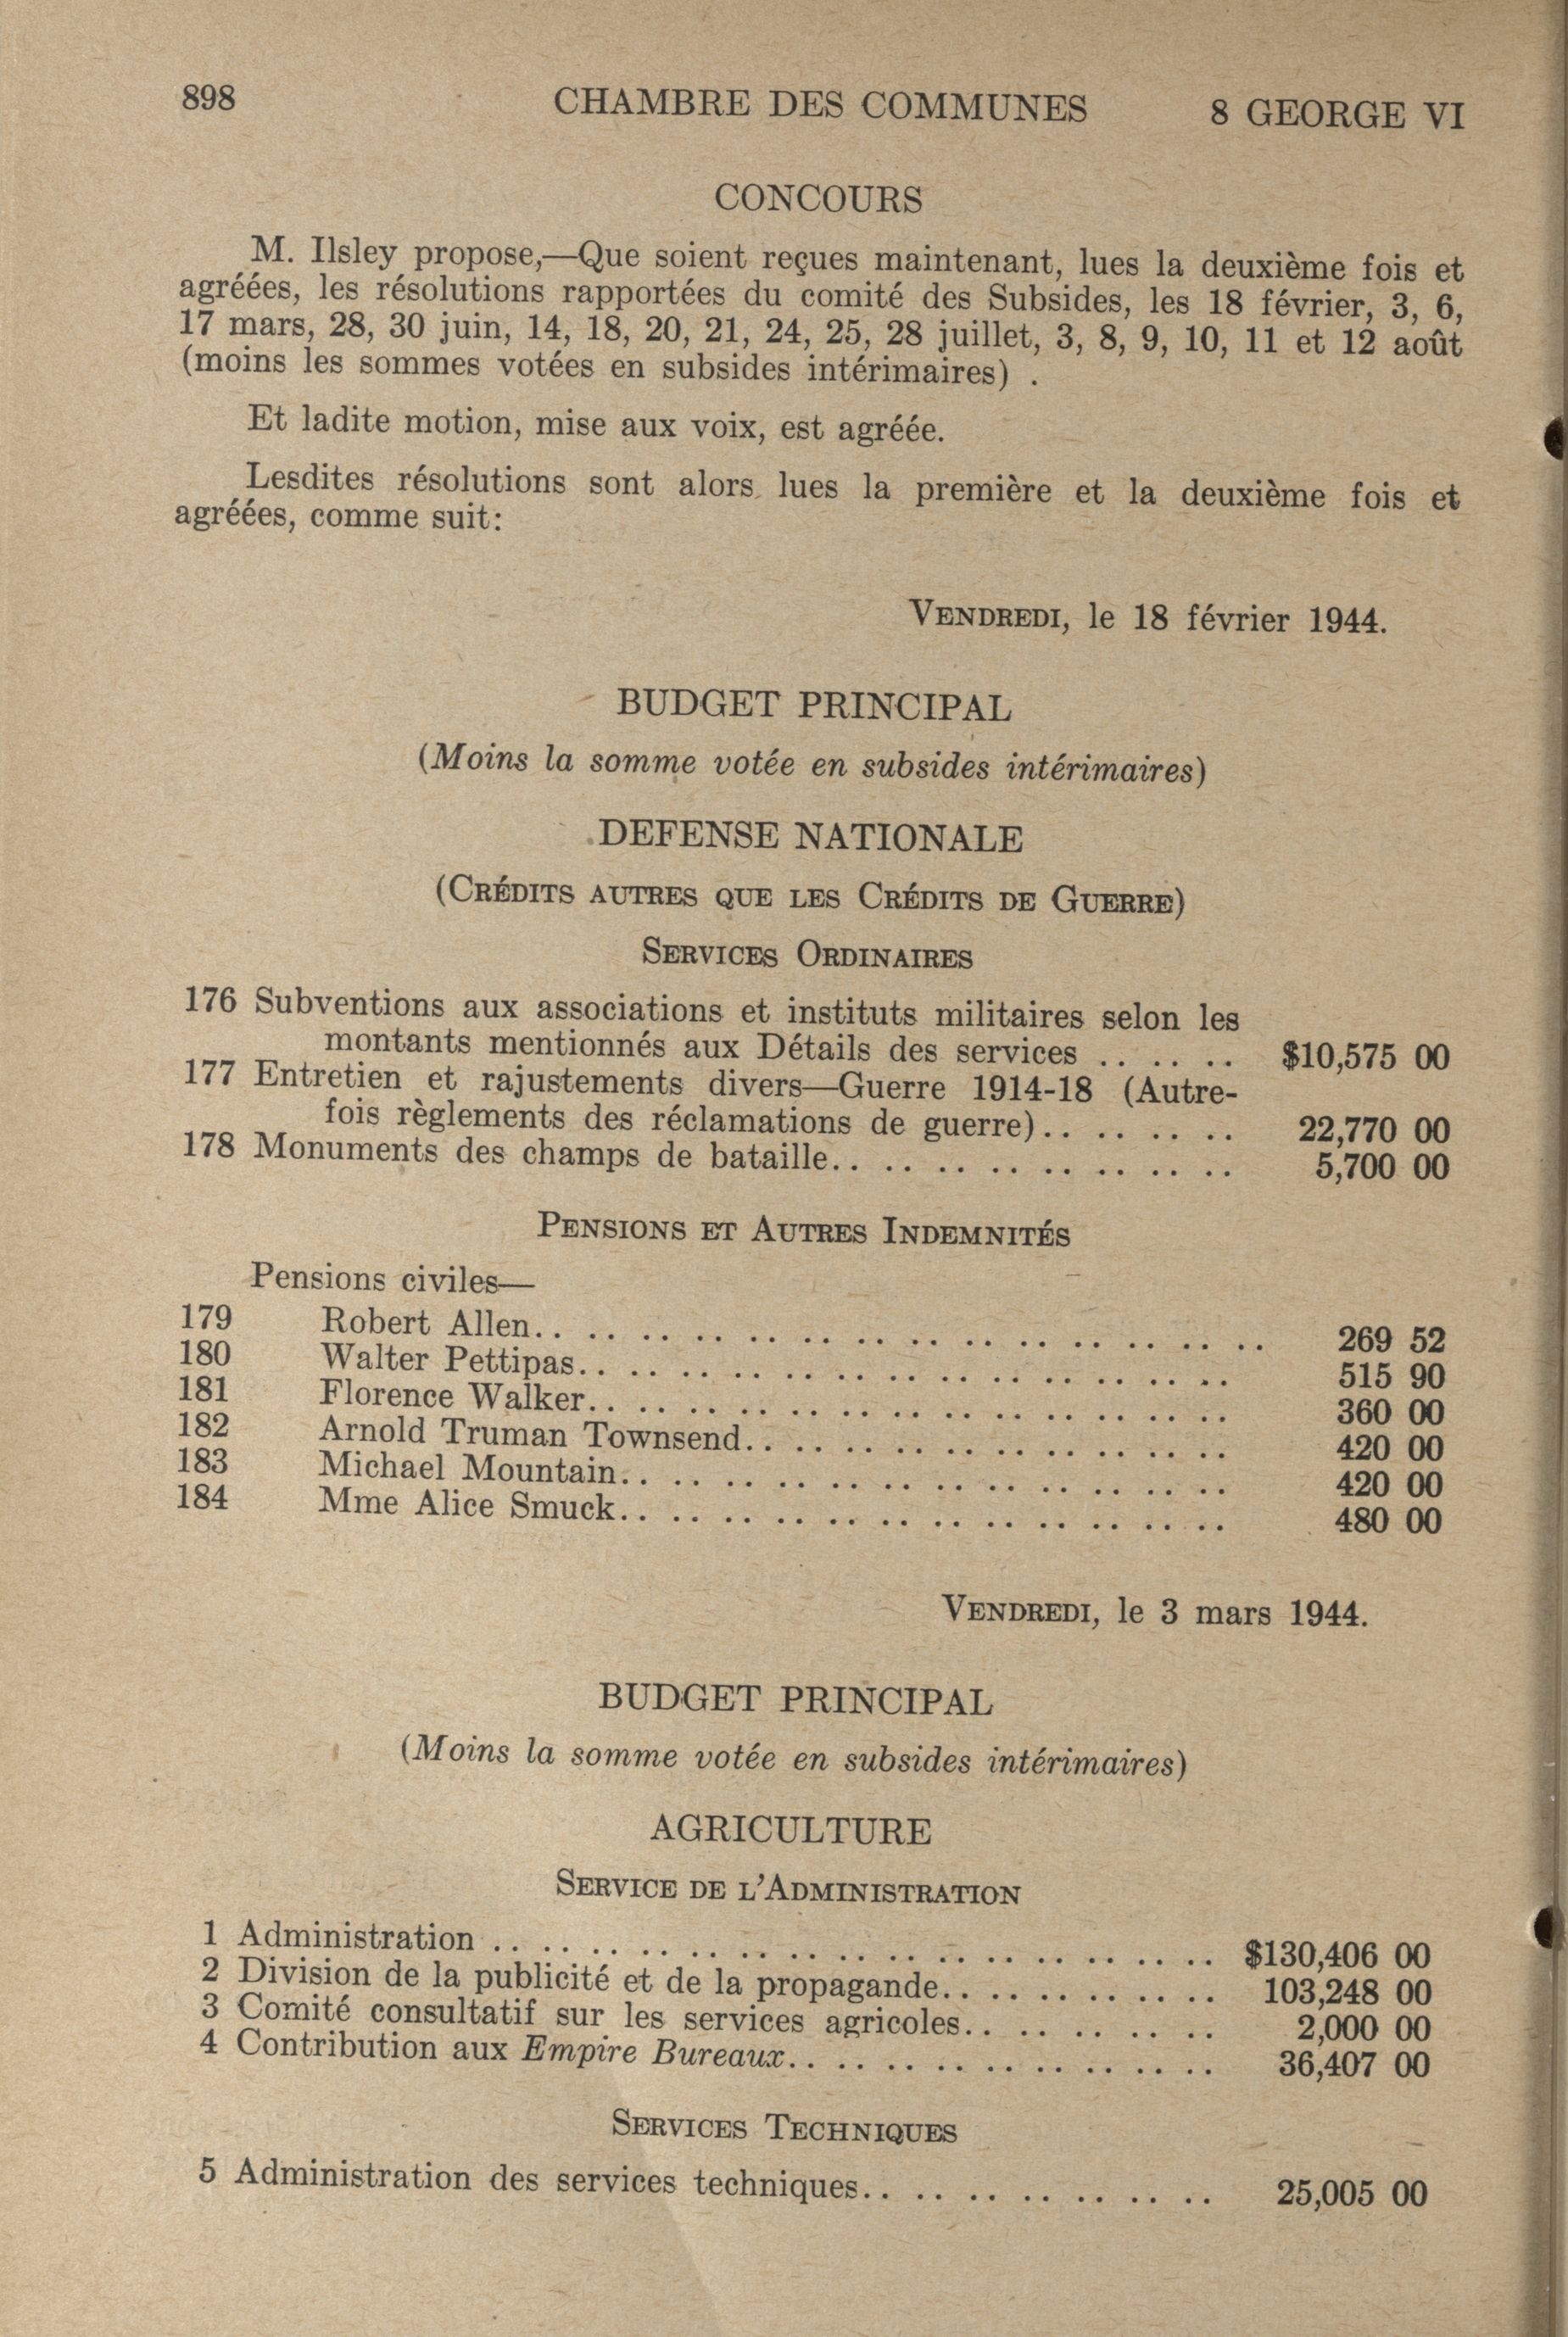 898 CHAMBRE DES COMMUNES 8 GEORGE VI
CONCOURS
M. Ilsley propose,—Que soient reçues maintenant, lues la deuxième fois et
agréées, les résolutions rapportées du comité des Subsides, les 18 février, 3, 6,
17 mars, 28, 30 juin, 14, 18, 20, 21, 24, 25, 28 juillet, 3, 8, 9, 10, 11 et 12 août
(moins les sommes votées en subsides intérimaires) .
Et ladite motion, mise aux voix, est agréée.
Lesdites résolutions sont alors lues la première et la deuxième fois et
agréées, comme suit:
VENDREDI, le 18 février 1944.
BUDGET PRINCIPAL
(Moins la somme votée en subsides intérimaires)
DEFENSE NATIONALE
(CRÉDITS AUTRES QUE LES CRÉDITS DE GUERRE)
SERVICES ORDINAIRES
176 Subventions aux associations et instituts militaires selon les
montants mentionnés aux Détails des services .. .. .. $10,575 00
177 Entretien et rajustements divers—Guerre 1914-18 (Autre-
fois règlements des réclamations de guerre).. .. .. .. 22,770 00
178 Monuments des champs de bataille.. .. .. .. .. .. .. .. 5,700 00
PENSIONS ET AUTRES INDEMNITÉS
Pensions civiles—
179 Robert Allen.. .. .. .. .. .. .. .. .. .. .. .. .. .. 269 52
180 Walter Pettipas.. .. .. .. .. .. .. .. .. .. .. .. .. 515 90
181 Florence Walker.. .. .. .. .. .. .. .. .. .. .. .. .. 360 00
182 Arnold Truman Townsend.. .. .. .. .. .. .. .. .. .. 420 00
183 Michael Mountain.. .. .. .. .. .. .. .. .. .. .. .. 420 00
184 Mme Alice Smuck.. .. .. .. .. .. .. .. .. .. .. .. 480 00
VENDREDI, le 3 mars 1944.
BUDGET PRINCIPAL
(Moins la somme votée en subsides intérimaires)
AGRICULTURE
SERVICE DE L'ADMINISTRATION
1 Administration .. .. .. .. .. .. .. .. .. .. .. .. .. .. .. $130,406 00
2 Division de la publicité et de la propagande.. .. .. .. .. .. 103,248 00
3 Comité consultatif sur les services agricoles.. .. .. .. .. 2,000 00
4 Contribution aux Empire Bureaux.. .. .. .. .. .. .. .. .. 36,407 00
SERVICES TECHNIQUES
5 Administration des services techniques.. .. .. .. .. .. .. 25,005 00